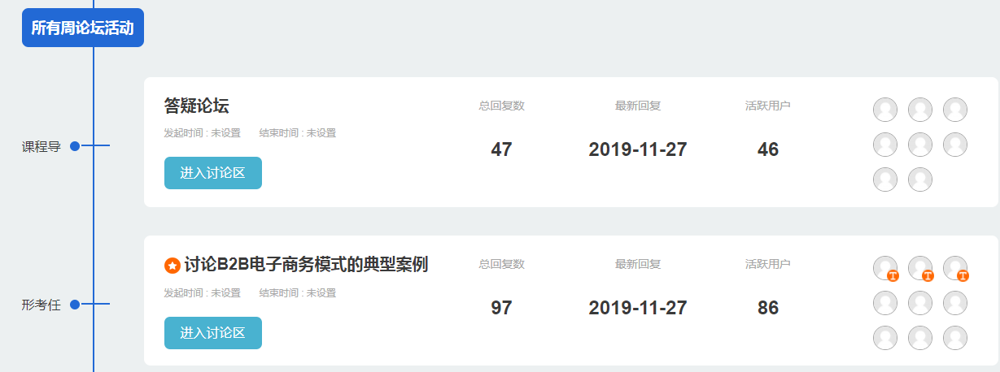 所有周论坛活动
答疑论坛
总回复数 最新回复 活跃用户
发起时间 : 未设置 结束时间 : 未设置
课程导
47 2019-11-27 46
进入讨论区
讨论B2B电子商务模式的典型案例
总回复数 最新回复 活跃用户
T T T
发起时间 : 未设置 结束时间 : 未设置
形考任
97 2019-11-27 86
进入讨论区